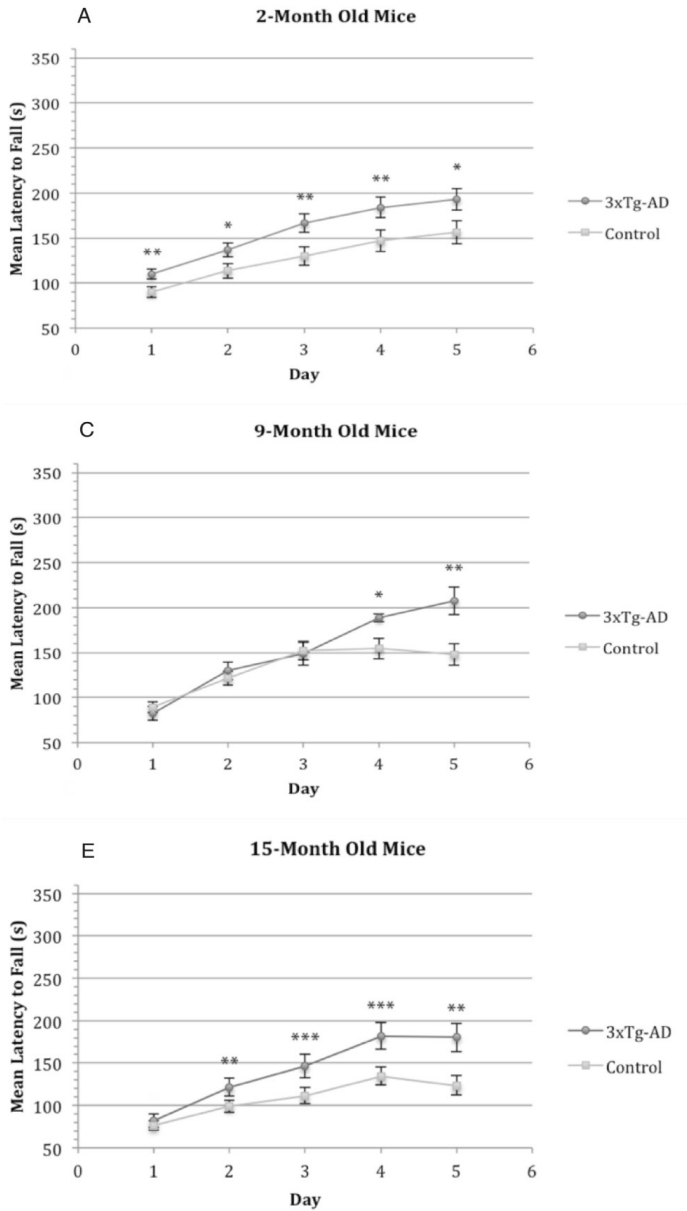 A
2-Month Old Mice
Mean Latency to Fall (s)
350
300
250
200
150
100
50
** * ** ** *
0 1 2 3 4 5 6
Day
3xTg-AD
Control
C
9-Month Old Mice
Mean Latency to Fall (s)
350
300
250
200
150
100
50
* **
0 1 2 3 4 5 6
Day
3xTg-AD
Control
E
15-Month Old Mice
Mean Latency to Fall (s)
350
300
250
200
150
100
50
** *** *** **
0 1 2 3 4 5 6
Day
3xTg-AD
Control